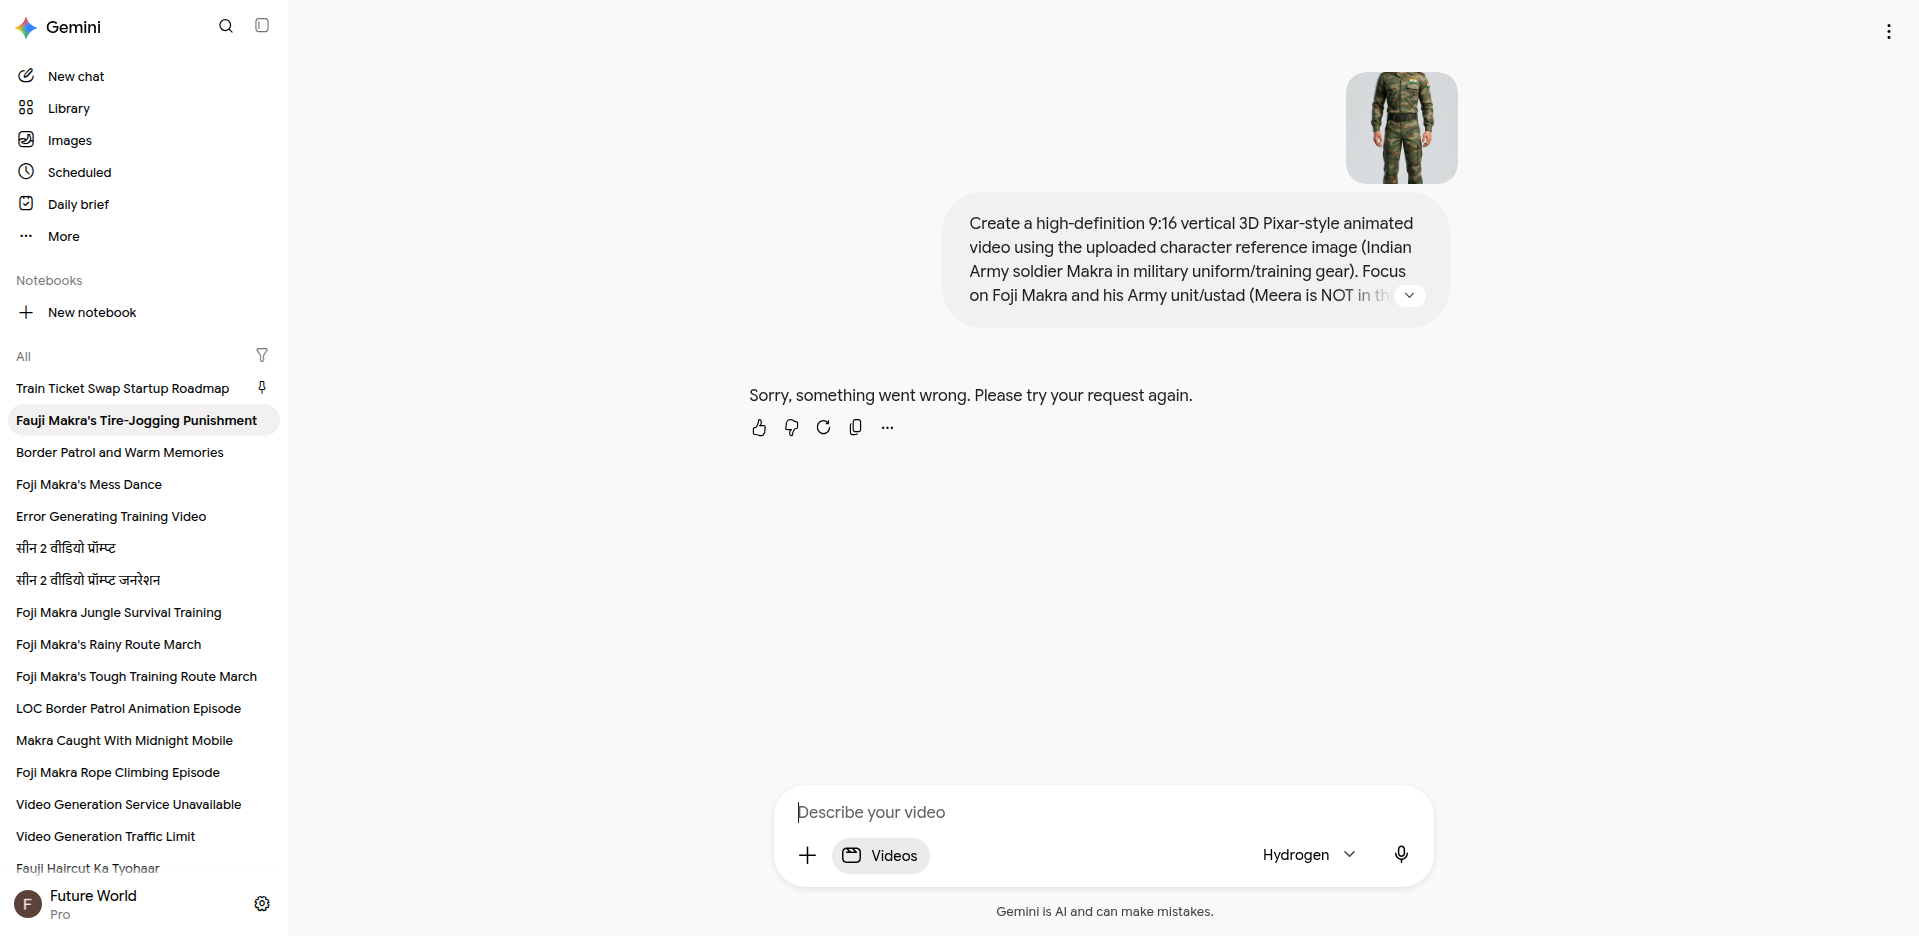 Gemini
New chat
Library
Images
Scheduled
Daily brief
More
Notebooks
New notebook
All
Train Ticket Swap Startup Roadmap
Fauji Makra's Tire-Jogging Punishment
Border Patrol and Warm Memories
Foji Makra's Mess Dance
Error Generating Training Video
सीन 2 वीडियो प्रॉम्प्ट
सीन 2 वीडियो प्रॉम्प्ट जनरेशन
Foji Makra Jungle Survival Training
Foji Makra's Rainy Route March
Foji Makra's Tough Training Route March
LOC Border Patrol Animation Episode
Makra Caught With Midnight Mobile
Foji Makra Rope Climbing Episode
Video Generation Service Unavailable
Video Generation Traffic Limit
Fauji Haircut Ka Tyohaar
F
Future World
Pro
Create a high-definition 9:16 vertical 3D Pixar-style animated
video using the uploaded character reference image (Indian
Army soldier Makra in military uniform/training gear). Focus
on Foji Makra and his Army unit/ustad (Meera is NOT in
Sorry, something went wrong. Please try your request again.
Describe your video
Videos
Hydrogen
Gemini is AI and can make mistakes.